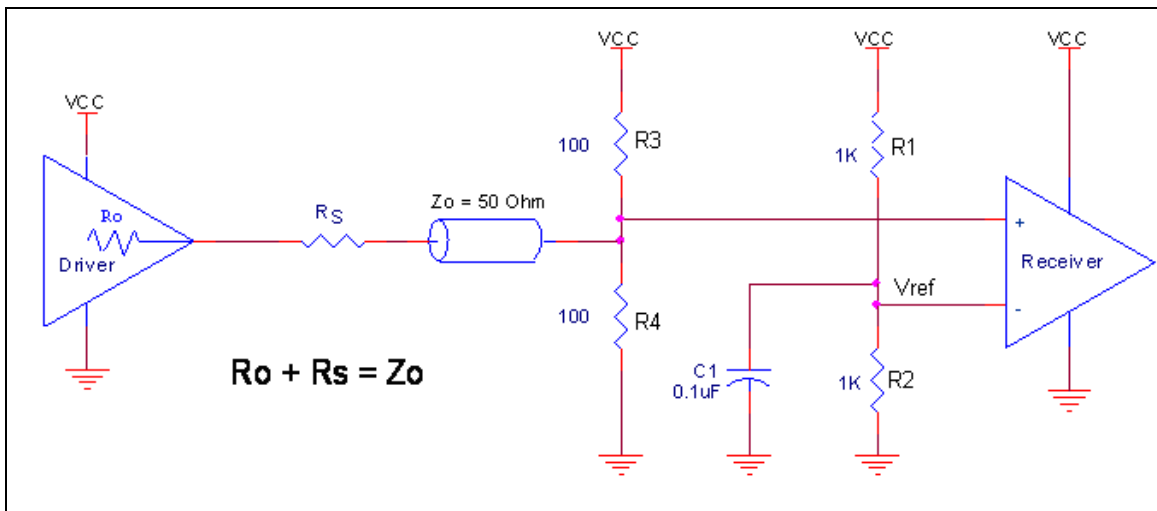 VCC
VCC
VCC
VCC
100
R3
1K
R1
Zo = 50 Ohm
Ro
RS
+
Driver
Receiver
Vref
-
100
R4
Ro + Rs = Zo
C1
0.1uF
1K
R2